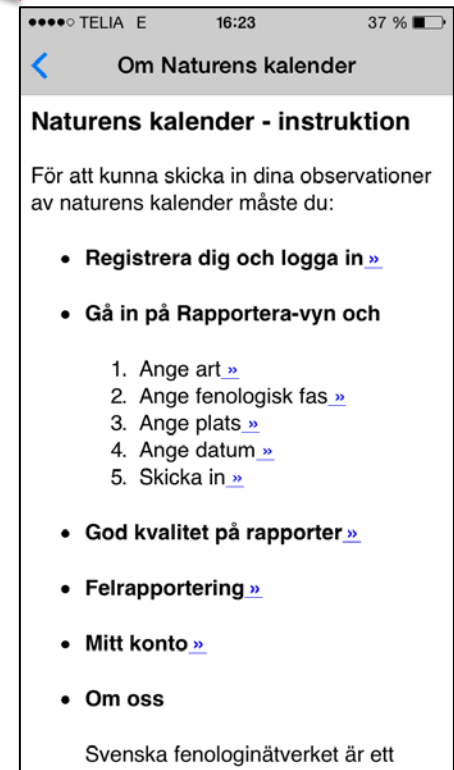 TELIA E 16:23 37 %
Om Naturens kalender
Naturens kalender - instruktion
För att kunna skicka in dina observationer
av naturens kalender måste du:
• Registrera dig och logga in »
• Gå in på Rapportera-vyn och
1. Ange art »
2. Ange fenologisk fas »
3. Ange plats »
4. Ange datum »
5. Skicka in »
• God kvalitet på rapporter »
• Felrapportering »
• Mitt konto »
• Om oss
Svenska fenologinätverket är ett